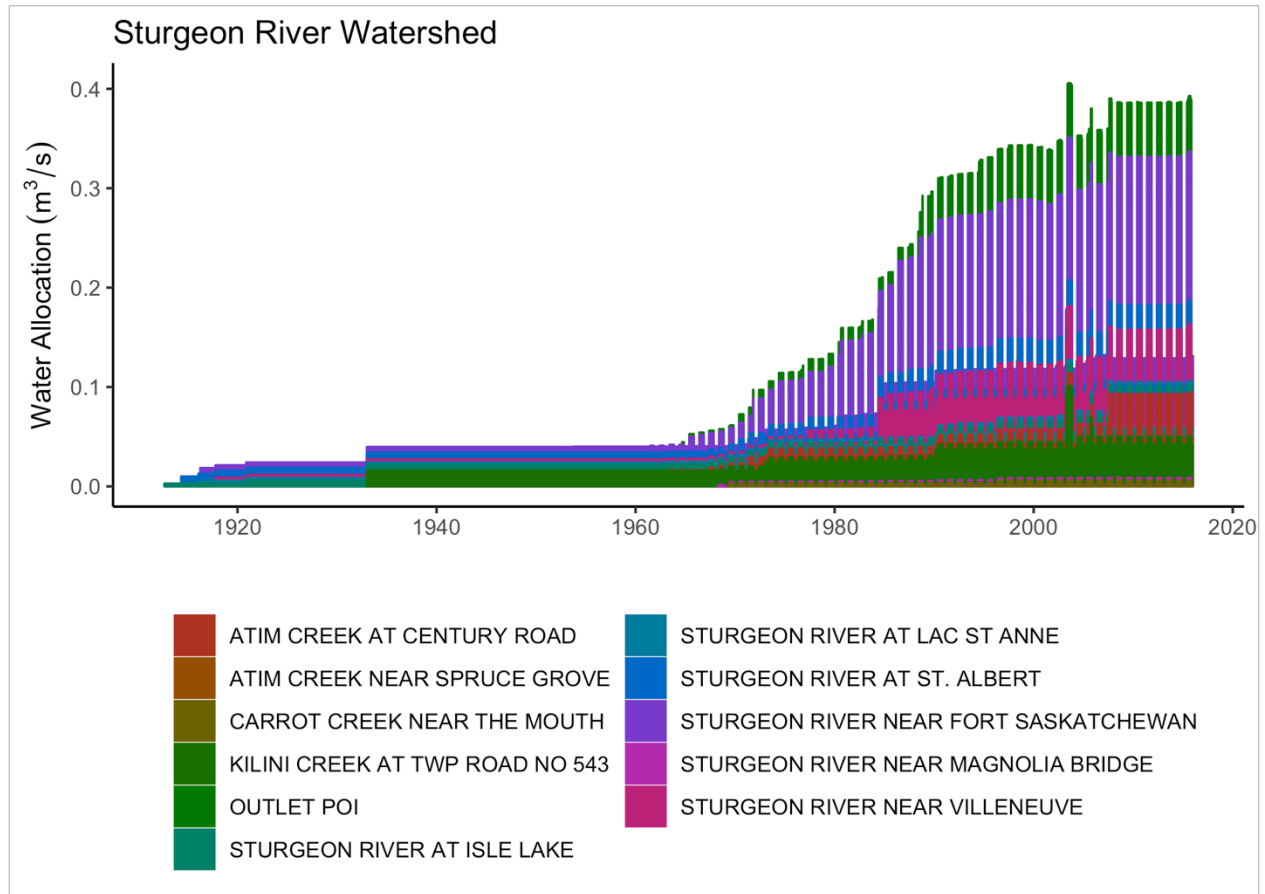 Sturgeon River Watershed
Water Allocation (m³/s)
0.4
0.3
0.2
0.1
0.0
1920 1940 1960 1980 2000 2020
ATIM CREEK AT CENTURY ROAD
ATIM CREEK NEAR SPRUCE GROVE
CARROT CREEK NEAR THE MOUTH
KILINI CREEK AT TWP ROAD NO 543
OUTLET POI
STURGEON RIVER AT ISLE LAKE
STURGEON RIVER AT LAC ST ANNE
STURGEON RIVER AT ST. ALBERT
STURGEON RIVER NEAR FORT SASKATCHEWAN
STURGEON RIVER NEAR MAGNOLIA BRIDGE
STURGEON RIVER NEAR VILLENEUVE